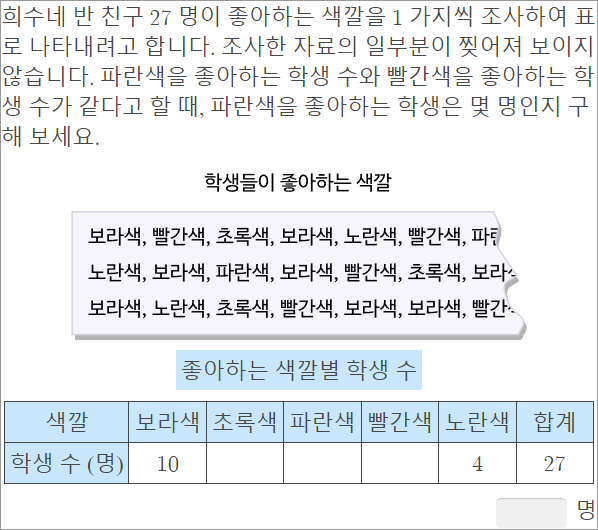 희수네 반 친구 27 명이 좋아하는 색깔을 1 가지씩 조사하여 표
로 나타내려고 합니다. 조사한 자료의 일부분이 찢어져 보이지
않습니다. 파란색을 좋아하는 학생 수와 빨간색을 좋아하는 학
생 수가 같다고 할 때, 파란색을 좋아하는 학생은 몇 명인지 구
해 보세요.
학생들이 좋아하는 색깔
보라색, 빨간색, 초록색, 보라색, 노란색, 빨간색, 파란
노란색, 보라색, 파란색, 보라색, 빨간색, 초록색, 보라
보라색, 노란색, 초록색, 빨간색, 보라색, 보라색, 빨간
좋아하는 색깔별 학생 수
색깔 보라색 초록색 파란색 빨간색 노란색 합계
학생 수 (명) 10 4 27
명